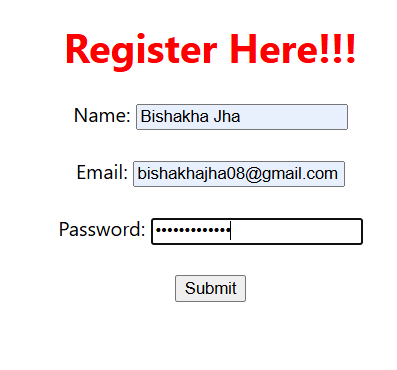 Register Here!!!
Name: Bishakha Jha
Email: bishakhajha08@gmail.com
Password: •••••••••••••
Submit